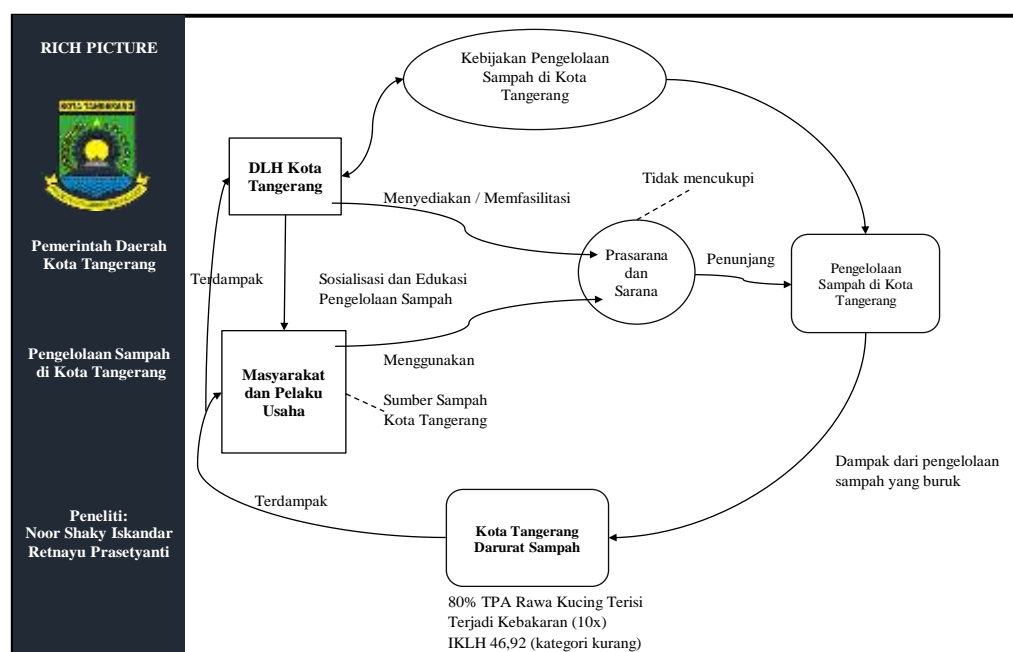 RICH PICTURE
KOTA TANGERANG
Pemerintah Daerah
Kota Tangerang
Pengelolaan Sampah
di Kota Tangerang
Peneliti:
Noor Shaky Iskandar
Retnayu Prasetyanti
Kebijakan Pengelolaan
Sampah di Kota
Tangerang
DLH Kota
Tangerang
Menyediakan / Memfasilitasi
Tidak mencukupi
Prasarana
dan
Sarana
Penunjang
Pengelolaan
Sampah di Kota
Tangerang
Terdampak
Sosialisasi dan Edukasi
Pengelolaan Sampah
Menggunakan
Masyarakat
dan Pelaku
Usaha
Sumber Sampah
Kota Tangerang
Dampak dari pengelolaan
sampah yang buruk
Terdampak
Kota Tangerang
Darurat Sampah
80% TPA Rawa Kucing Terisi
Terjadi Kebakaran (10x)
IKLH 46,92 (kategori kurang)